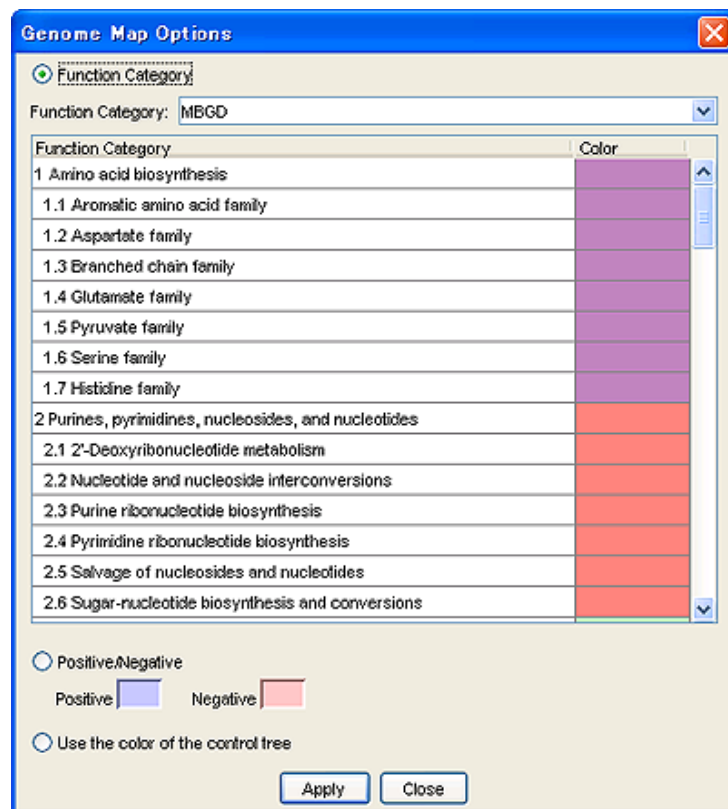 Genome Map Options
Function Category
Function Category: MBGD
Function Category Color
1 Amino acid biosynthesis
1.1 Aromatic amino acid family
1.2 Aspartate family
1.3 Branched chain family
1.4 Glutamate family
1.5 Pyruvate family
1.6 Serine family
1.7 Histidine family
2 Purines, pyrimidines, nucleosides, and nucleotides
2.1 2'-Deoxyribonucleotide metabolism
2.2 Nucleotide and nucleoside interconversions
2.3 Purine ribonucleotide biosynthesis
2.4 Pyrimidine ribonucleotide biosynthesis
2.5 Salvage of nucleosides and nucleotides
2.6 Sugar-nucleotide biosynthesis and conversions
Positive/Negative
Positive Negative
Use the color of the control tree
Apply Close